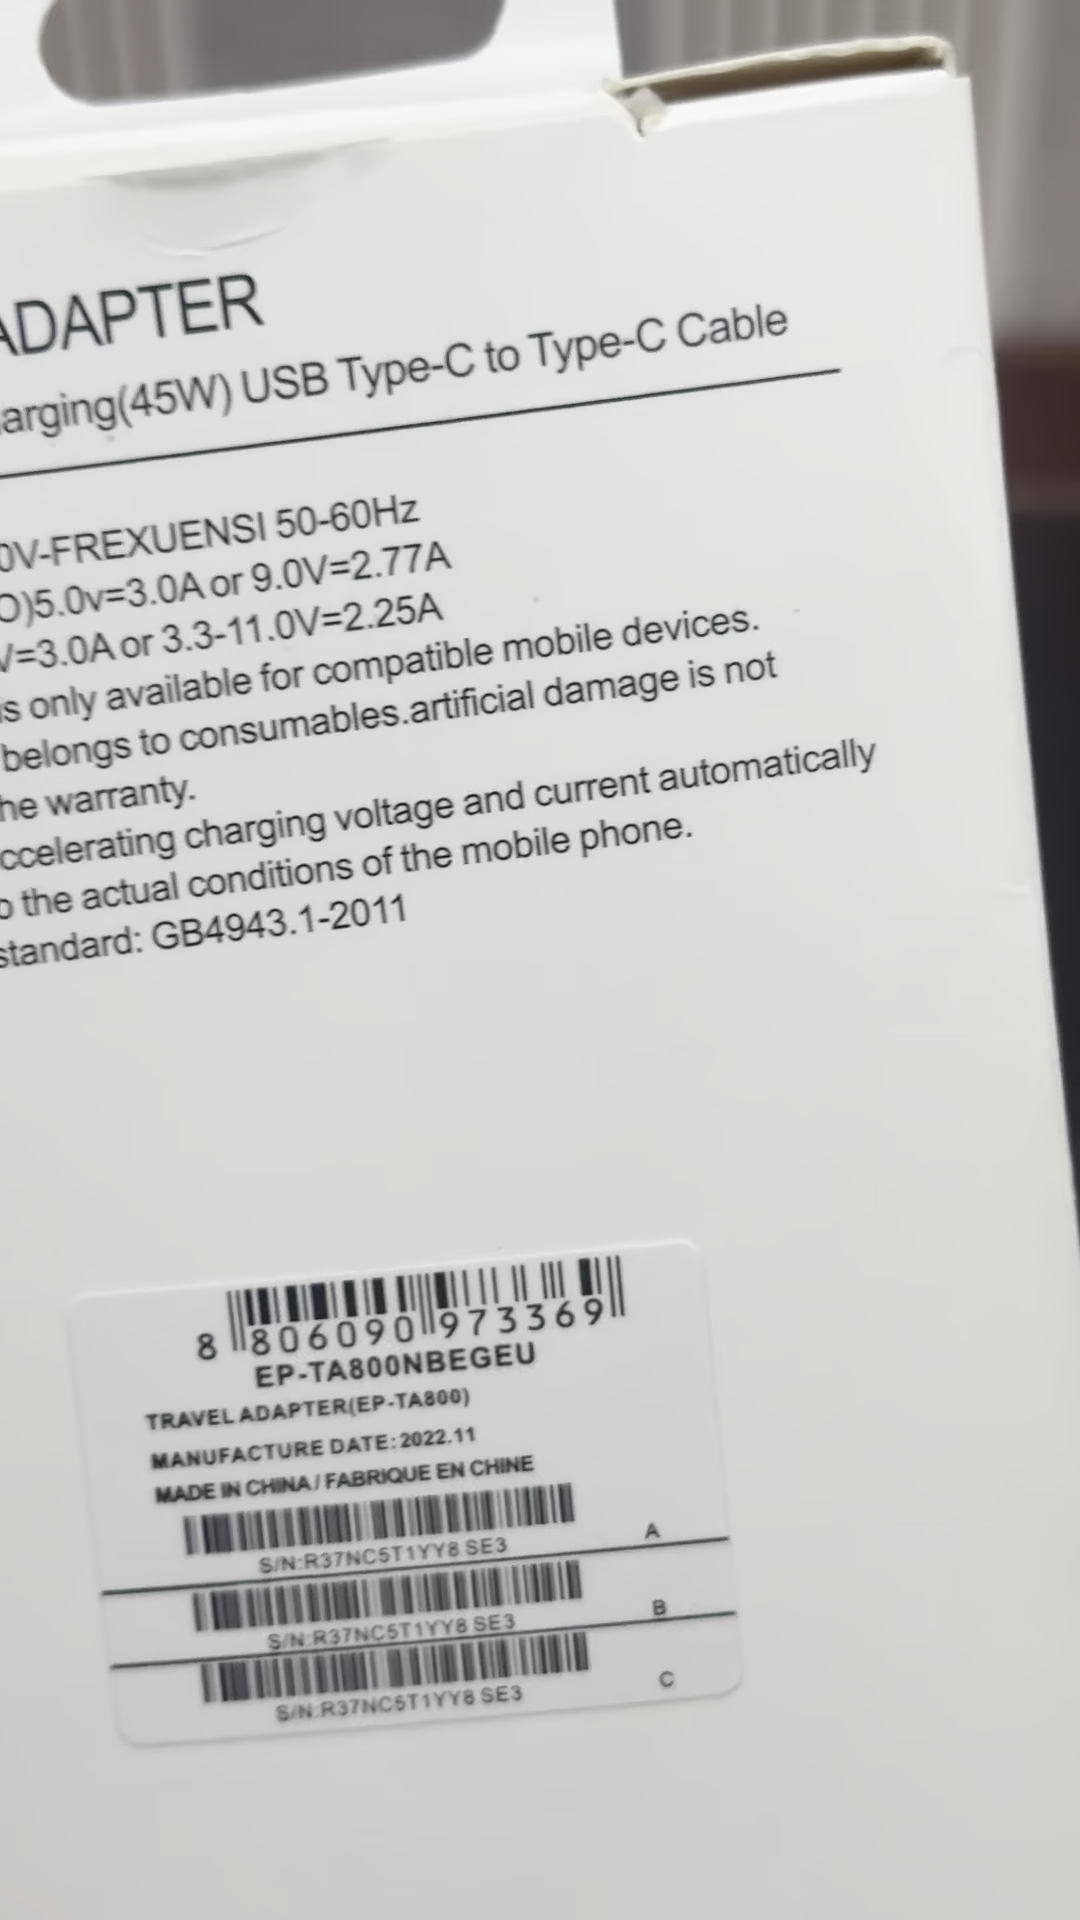 ADAPTER
arging(45W) USB Type-C to Type-C Cable
0V-FREXUENSI 50-60Hz
O)5.0v=3.0A or 9.0V=2.77A
V=3.0A or 3.3-11.0V=2.25A
is only available for compatible mobile devices.
belongs to consumables.artificial damage is not
he warranty.
ccelerating charging voltage and current automatically
o the actual conditions of the mobile phone.
standard: GB4943.1-2011
8 806090 973369
EP-TA800NBEGEU
TRAVEL ADAPTER(EP-TA800)
MANUFACTURE DATE:2022.11
MADE IN CHINA / FABRIQUE EN CHINE
S/N:R37NC5T1YY8 SE3 A
S/N:R37NC5T1YY8 SE3 B
S/N:R37NC5T1YY8 SE3 C